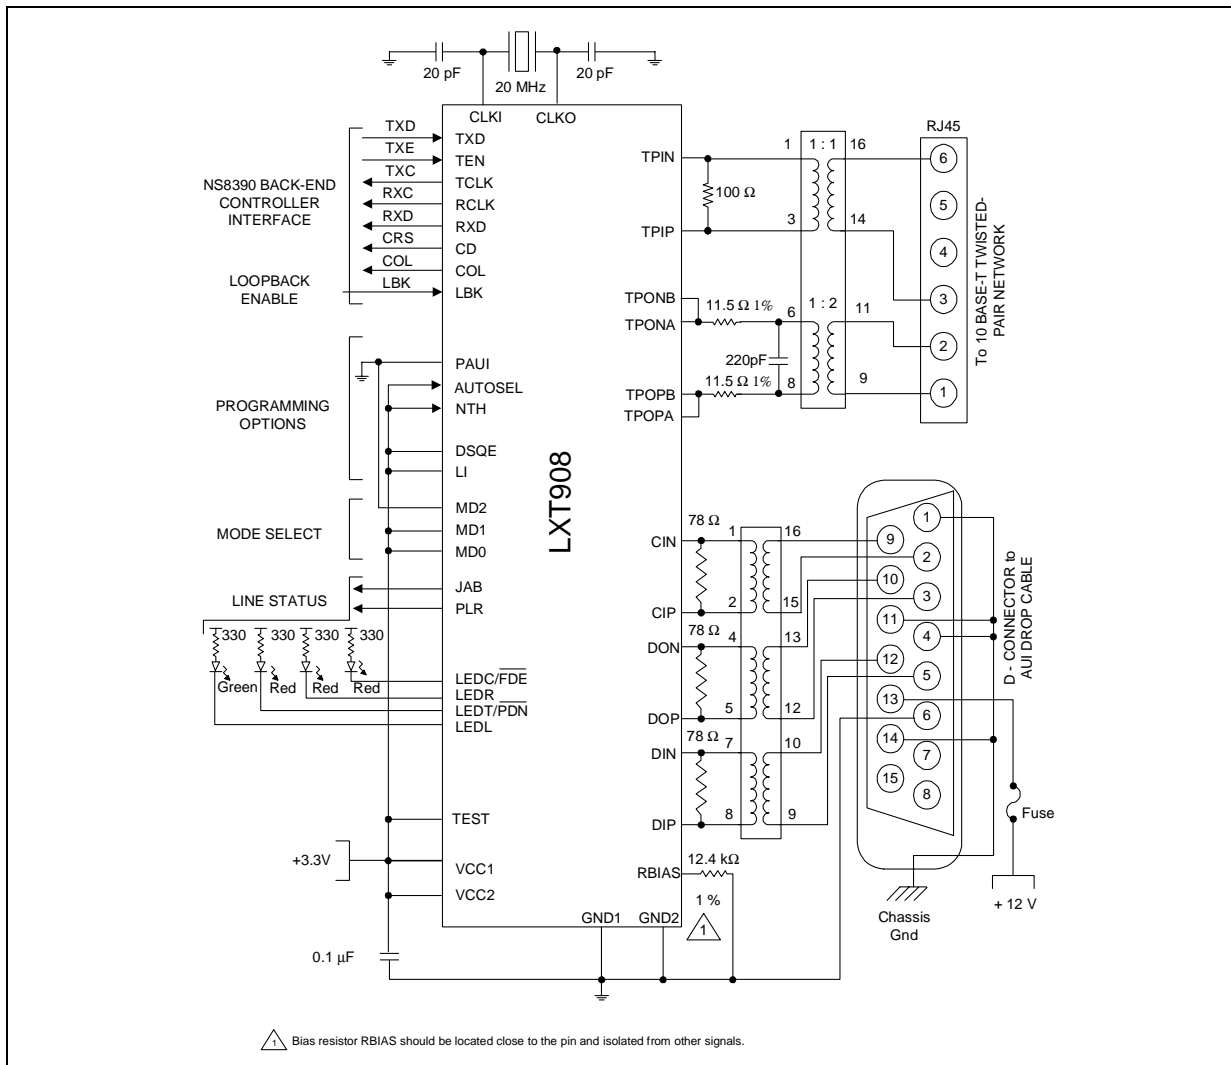 20 pF
20 MHz
20 pF
CLKI
CLKO
NS8390 BACK-END
CONTROLLER
INTERFACE
LOOPBACK
ENABLE
TXD
TXE
TXC
RXC
RXD
CRS
COL
LBK
TXD
TEN
TCLK
RCLK
RXD
CD
COL
LBK
PROGRAMMING
OPTIONS
PAUI
AUTOSEL
NTH
DSQE
LI
MODE SELECT
MD2
MD1
MD0
LINE STATUS
JAB
PLR
330
330
330
330
Green
Red
Red
Red
LEDC/FDE
LEDR
LEDT/PDN
LEDL
TEST
+3.3V
VCC1
VCC2
0.1 µF
LXT908
GND1
GND2
TPIN
TPIP
100 Ω
1
1 : 1
16
3
14
TPONB
TPONA
11.5 Ω 1%
6
1 : 2
11
220pF
TPOPB
TPOPA
11.5 Ω 1%
8
9
RJ45
6
5
4
3
2
1
To 10 BASE-T TWISTED-
PAIR NETWORK
CIN
78 Ω
1
16
CIP
2
15
DON
78 Ω
4
13
DOP
5
12
DIN
78 Ω
7
10
DIP
8
9
RBIAS
12.4 kΩ
1 %
1
1
9
2
10
3
11
4
12
5
13
6
14
7
15
8
D - CONNECTOR to
AUI DROP CABLE
Fuse
+ 12 V
Chassis
Gnd
1 Bias resistor RBIAS should be located close to the pin and isolated from other signals.